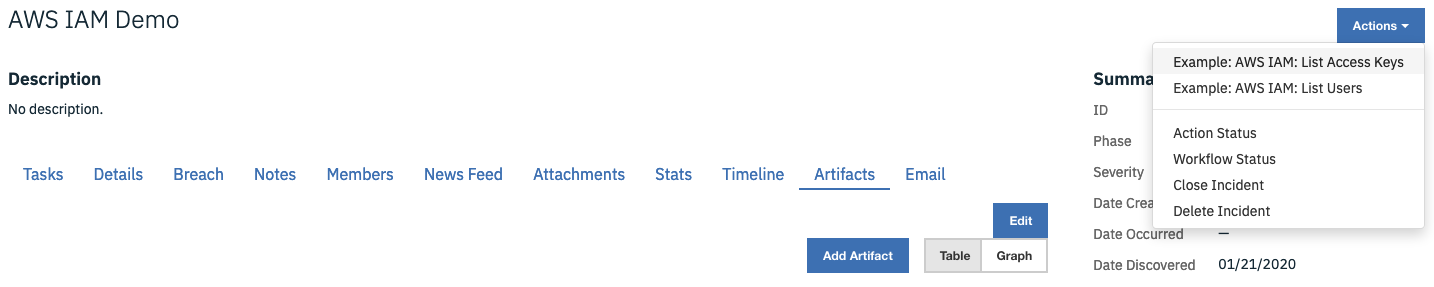 AWS IAM Demo
Actions
Description
No description.
Tasks Details Breach Notes Members News Feed Attachments Stats Timeline Artifacts Email
Edit
Add Artifact Table Graph
Example: AWS IAM: List Access Keys
Example: AWS IAM: List Users
Action Status
Workflow Status
Close Incident
Delete Incident
Summa
ID
Phase
Severity
Date Crea
Date Occurred —
Date Discovered 01/21/2020